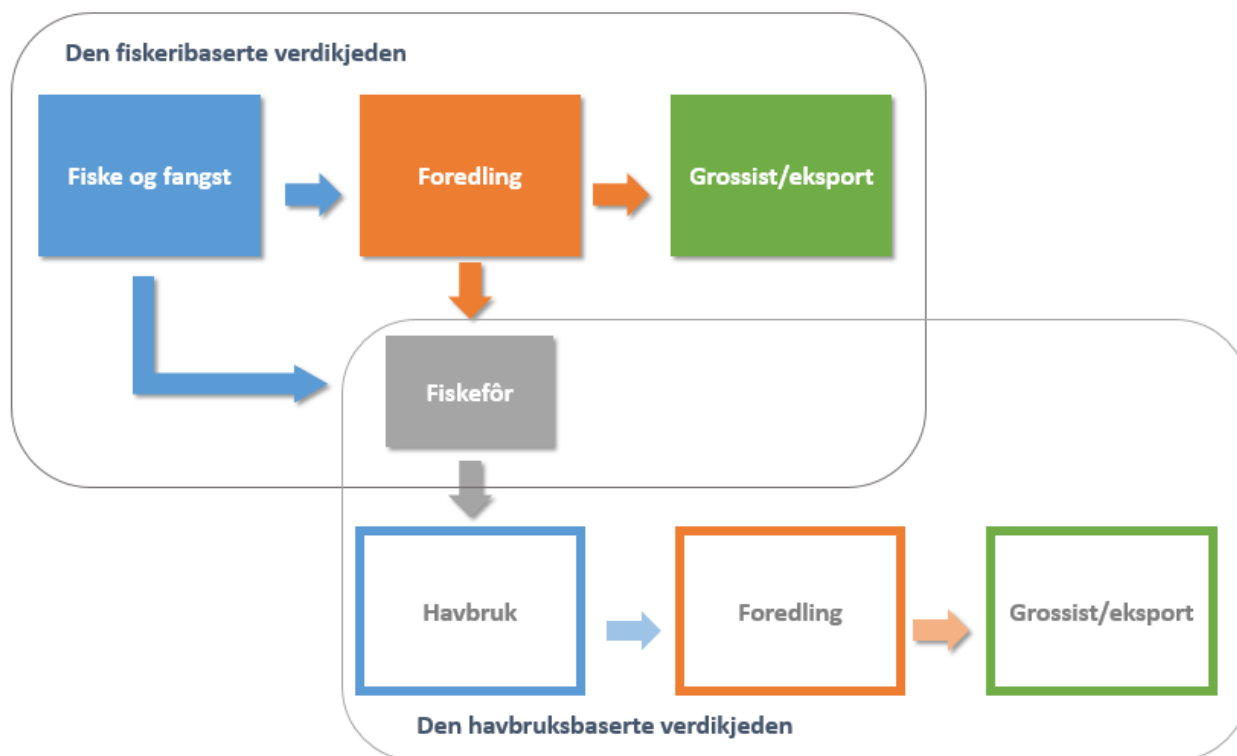 Den fiskeribaserte verdikjeden
Fiske og fangst
Foredling
Grossist/eksport
Fiskefôr
Havbruk
Foredling
Grossist/eksport
Den havbruksbaserte verdikjeden